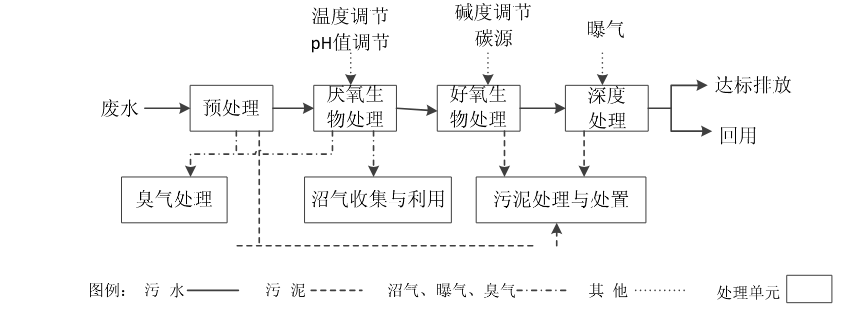 温度调节
pH值调节
碱度调节
碳源
曝气
废水
预处理
厌氧生
物处理
好氧生
物处理
深度
处理
达标排放
回用
臭气处理
沼气收集与利用
污泥处理与处置
图例： 污 水 污 泥 沼气、曝气、臭气 其 他 处理单元